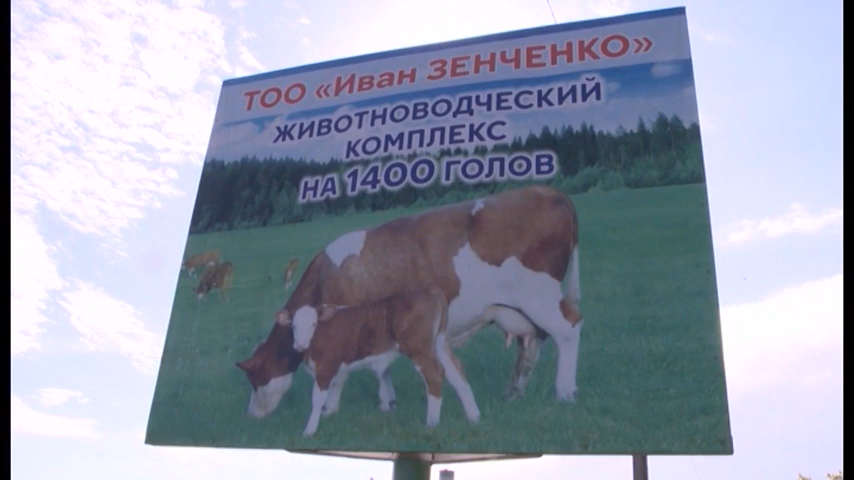 ТОО «Иван ЗЕНЧЕНКО»
ЖИВОТНОВОДЧЕСКИЙ
КОМПЛЕКС
НА 1400 ГОЛОВ